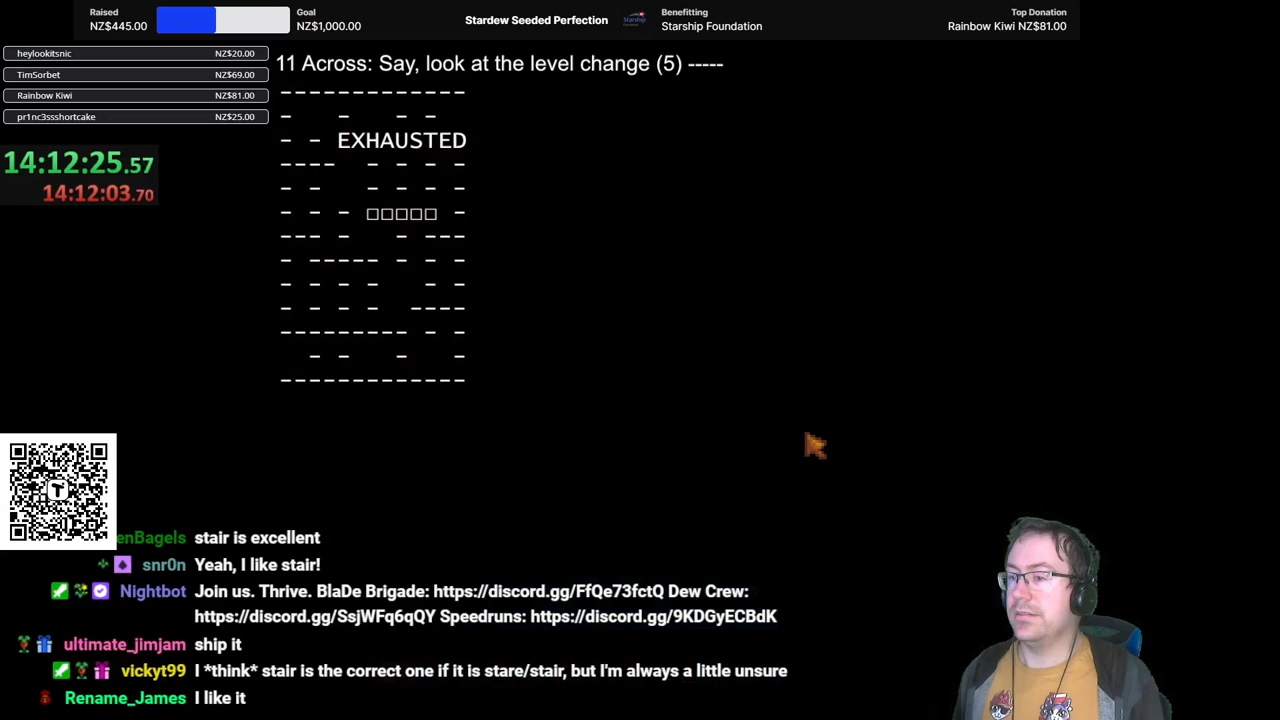 Raised
NZ$445.00
Goal
NZ$1,000.00
Stardew Seeded Perfection
Starship
Benefitting
Starship Foundation
Top Donation
Rainbow Kiwi NZ$81.00
heylookitsnic NZ$20.00
TimSorbet NZ$69.00
Rainbow Kiwi NZ$81.00
pr1nc3ssshortcake NZ$25.00
14:12:25.57
14:12:03.70
11 Across: Say, look at the level change (5) -----
EXHAUSTED
T
enBagels stair is excellent
snr0n Yeah, I like stair!
Nightbot Join us. Thrive. BlaDe Brigade: https://discord.gg/FfQe73fctQ Dew Crew:
https://discord.gg/SsjWFq6qQY Speedruns: https://discord.gg/9KDGyECBdK
ultimate_jimjam ship it
vickyt99 I *think* stair is the correct one if it is stare/stair, but I'm always a little unsure
Rename_James I like it